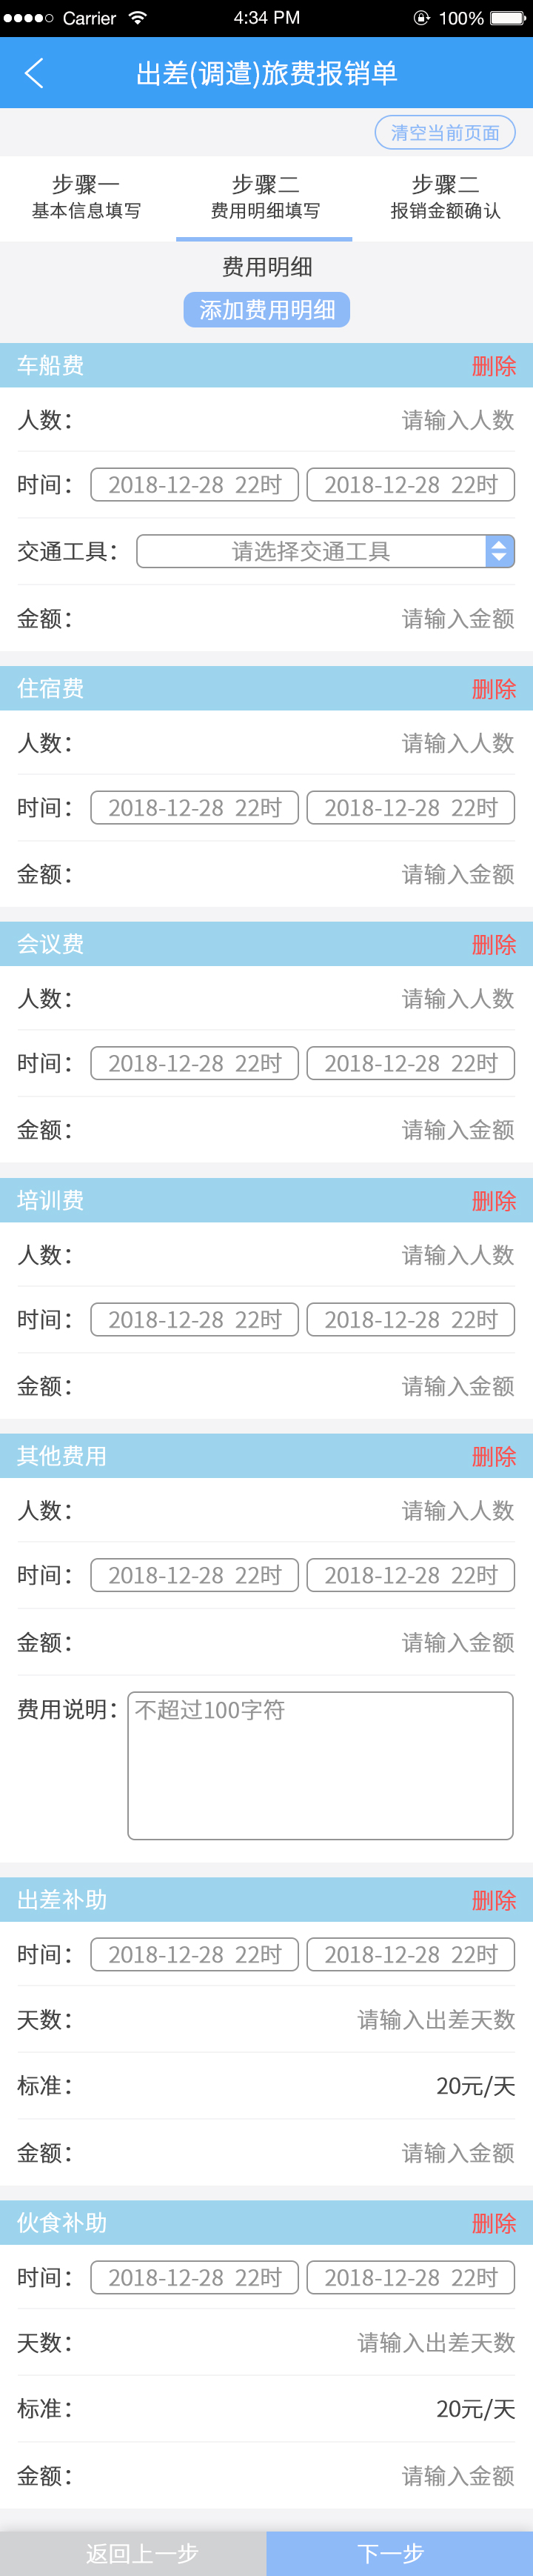 Carrier 4:34 PM 100%
出差(调遣)旅费报销单
清空当前页面
步骤一 步骤二 步骤二
基本信息填写 费用明细填写 报销金额确认
费用明细
添加费用明细
车船费 删除
人数： 请输入人数
时间： 2018-12-28 22时 2018-12-28 22时
交通工具： 请选择交通工具
金额： 请输入金额
住宿费 删除
人数： 请输入人数
时间： 2018-12-28 22时 2018-12-28 22时
金额： 请输入金额
会议费 删除
人数： 请输入人数
时间： 2018-12-28 22时 2018-12-28 22时
金额： 请输入金额
培训费 删除
人数： 请输入人数
时间： 2018-12-28 22时 2018-12-28 22时
金额： 请输入金额
其他费用 删除
人数： 请输入人数
时间： 2018-12-28 22时 2018-12-28 22时
金额： 请输入金额
费用说明： 不超过100字符
出差补助 删除
时间： 2018-12-28 22时 2018-12-28 22时
天数： 请输入出差天数
标准： 20元/天
金额： 请输入金额
伙食补助 删除
时间： 2018-12-28 22时 2018-12-28 22时
天数： 请输入出差天数
标准： 20元/天
金额： 请输入金额
返回上一步 下一步